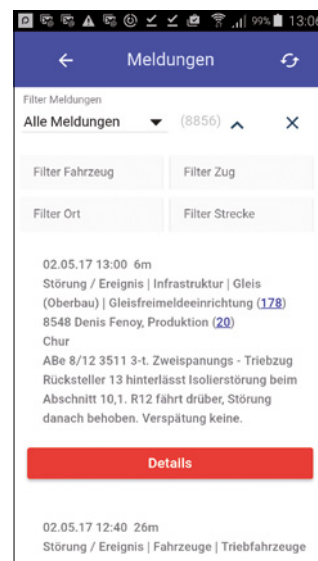 99% 13:06
Meldungen
Filter Meldungen
Alle Meldungen (8856)
Filter Fahrzeug Filter Zug
Filter Ort Filter Strecke
02.05.17 13:00 6m
Störung / Ereignis | Infrastruktur | Gleis
(Oberbau) | Gleisfreimeldeeinrichtung (178)
8548 Denis Fenoy, Produktion (20)
Chur
ABe 8/12 3511 3-t. Zweispanungs - Triebzug
Rücksteller 13 hinterlässt Isolierstörung beim
Abschnitt 10,1. R12 fährt drüber, Störung
danach behoben. Verspätung keine.
Details
02.05.17 12:40 26m
Störung / Ereignis | Fahrzeuge | Triebfahrzeuge